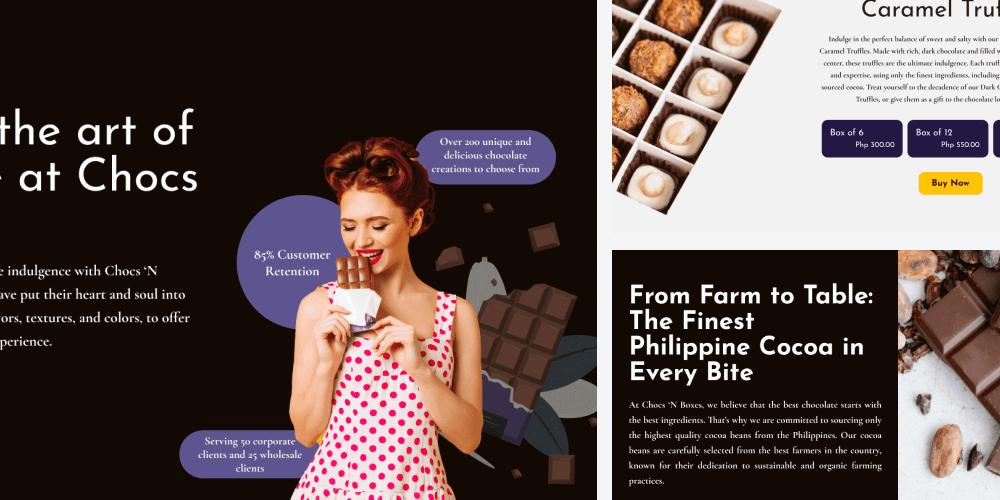 the art of
at Chocs
Over 200 unique and
delicious chocolate
creations to choose from
85% Customer
Retention
indulgence with Chocs ‘N
have put their heart and soul into
textures, and colors, to offer
Serving 50 corporate
clients and 25 wholesale
clients
Caramel
Indulge in the perfect balance of sweet and salty with our
Caramel Truffles. Made with rich, dark chocolate and filled
center, these truffles are the ultimate indulgence. Each
and expertise, using only the finest ingredients, including
sourced cocoa. Treat yourself to the decadence of our Dark
Truffles, or give them as a gift to the chocolate
Box of 6
Php 300.00
Box of 12
Php 550.00
Buy Now
From Farm to Table:
The Finest
Philippine Cocoa in
Every Bite
At Chocs ‘N Boxes, we believe that the best chocolate starts with
the best ingredients. That's why we are committed to sourcing only
the highest quality cocoa beans from the Philippines. Our cocoa
beans are carefully selected from the best farmers in the country,
known for their dedication to sustainable and organic farming
practices.